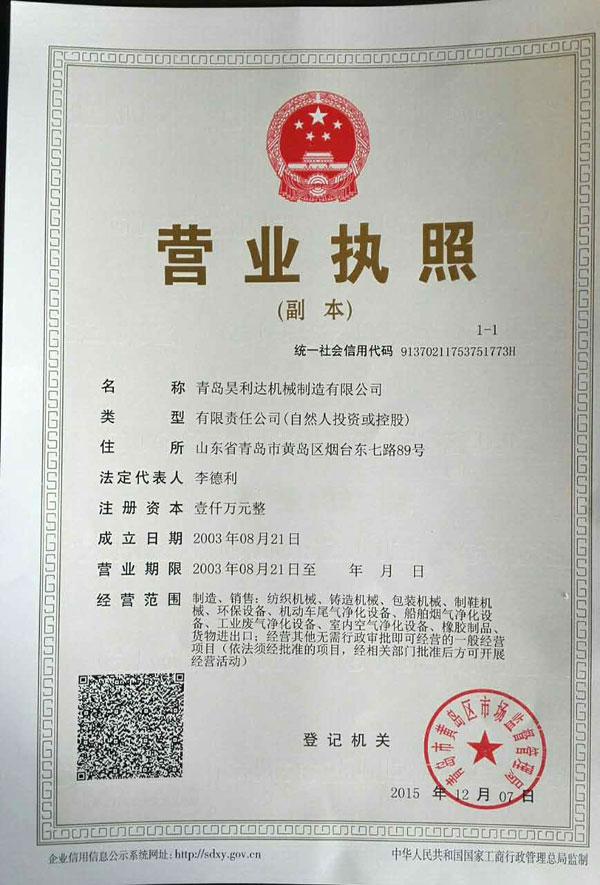 营业执照
(副 本)
1-1
统一社会信用代码 91370211753751773H
名 称 青岛昊利达机械制造有限公司
类 型 有限责任公司(自然人投资或控股)
住 所 山东省青岛市黄岛区烟台东七路89号
法定代表人 李德利
注册资本 壹仟万元整
成立日期 2003年08月21日
营业期限 2003年08月21日至 年 月 日
经营范围 制造、销售：纺织机械、铸造机械、包装机械、制鞋机
械、环保设备、机动车尾气净化设备、船舶烟气净化设
备、工业废气净化设备、室内空气净化设备、橡胶制品、
货物进出口；经营其他无需行政审批即可经营的一般经营
项目（依法须经批准的项目，经相关部门批准后方可开展
经营活动）
登记机关
青岛市黄岛区市场监督管理局
2015 年 12 月 07 日
企业信用信息公示系统网址: http://sdxy.gov.cn
中华人民共和国国家工商行政管理总局监制